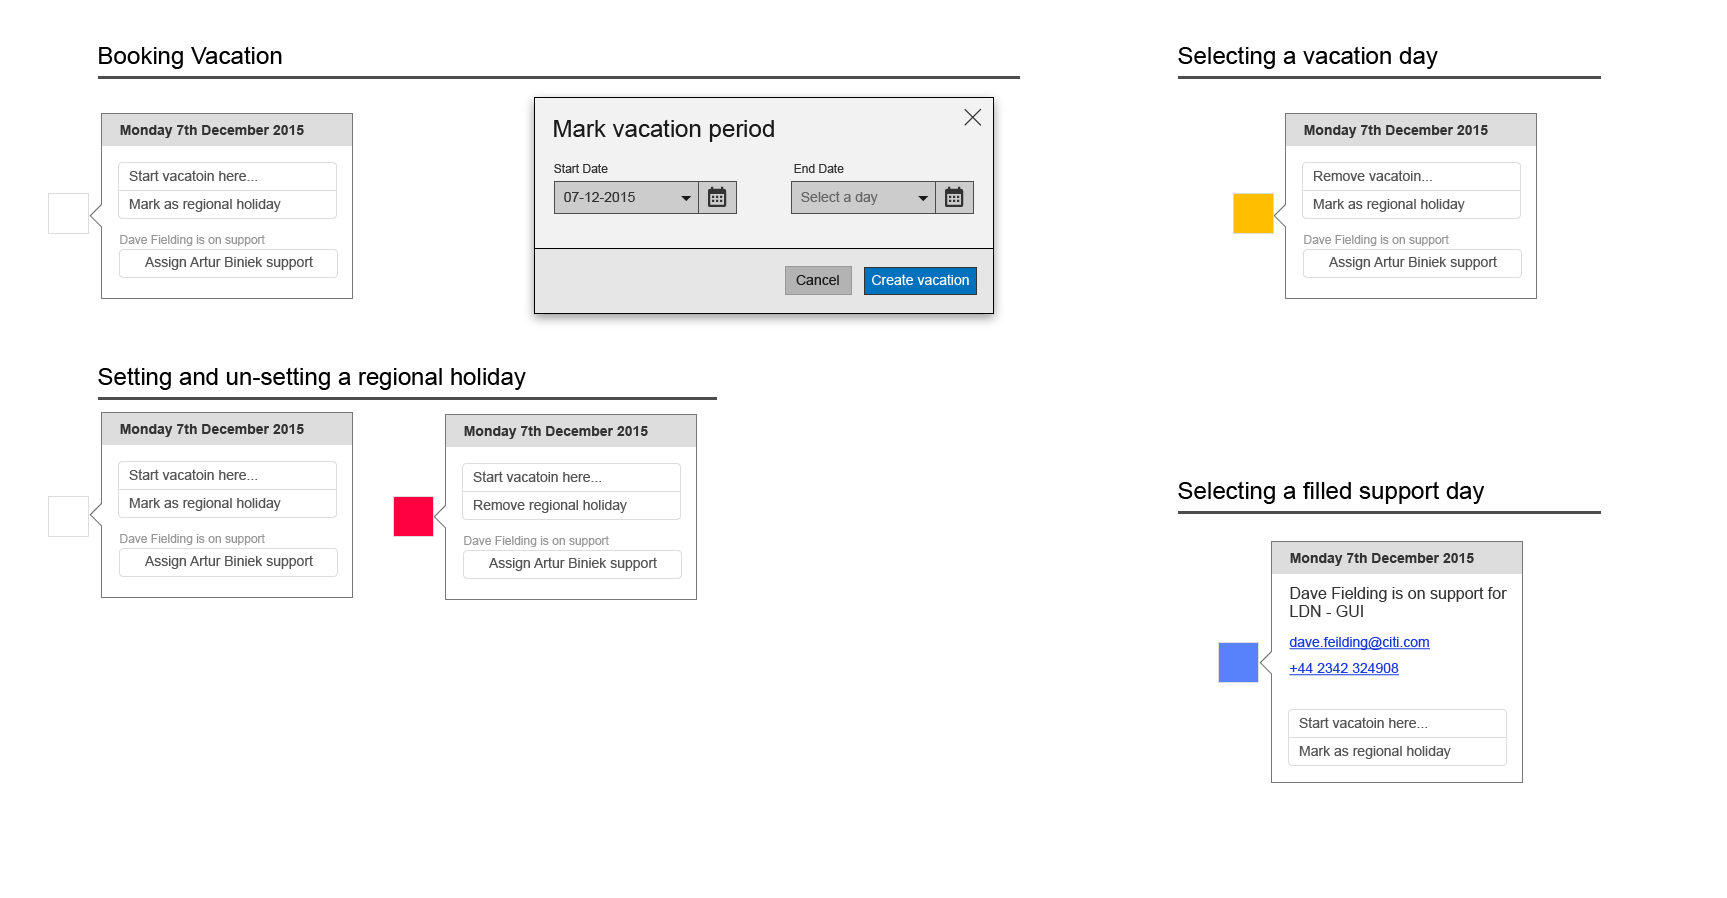 Booking Vacation
Monday 7th December 2015
Start vacatoin here...
Mark as regional holiday
Dave Fielding is on support
Assign Artur Biniek support
Mark vacation period
Start Date
End Date
07-12-2015
Select a day
Cancel
Create vacation
Selecting a vacation day
Monday 7th December 2015
Remove vacatoin...
Mark as regional holiday
Dave Fielding is on support
Assign Artur Biniek support
Setting and un-setting a regional holiday
Monday 7th December 2015
Start vacatoin here...
Mark as regional holiday
Dave Fielding is on support
Assign Artur Biniek support
Monday 7th December 2015
Start vacatoin here...
Remove regional holiday
Dave Fielding is on support
Assign Artur Biniek support
Selecting a filled support day
Monday 7th December 2015
Dave Fielding is on support for
LDN - GUI
dave.feilding@citi.com
+44 2342 324908
Start vacatoin here...
Mark as regional holiday